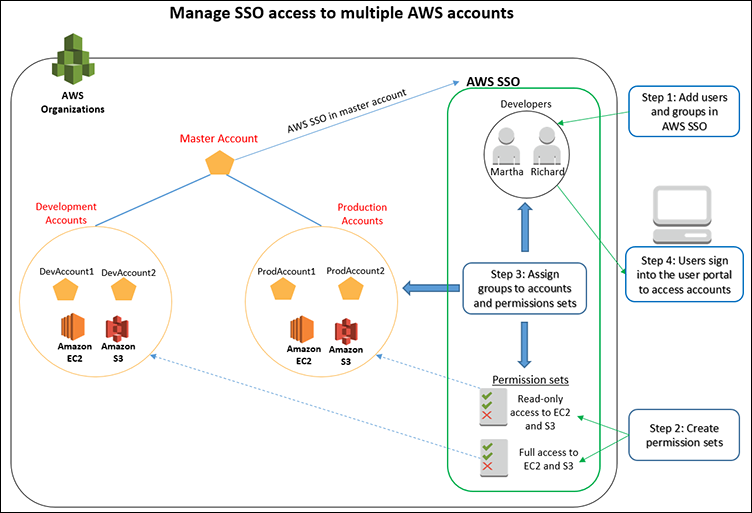 Manage SSO access to multiple AWS accounts
AWS
Organizations
AWS SSO
AWS SSO in master account
Master Account
Developers
Martha
Richard
Step 1: Add users
and groups in
AWS SSO
Development
Accounts
Production
Accounts
DevAccount1
DevAccount2
Amazon
EC2
Amazon
S3
ProdAccount1
ProdAccount2
Amazon
EC2
Amazon
S3
Step 3: Assign
groups to accounts
and permissions sets
Step 4: Users sign
into the user portal
to access accounts
Permission sets
Read-only
access to EC2
and S3
Full access to
EC2 and S3
Step 2: Create
permission sets